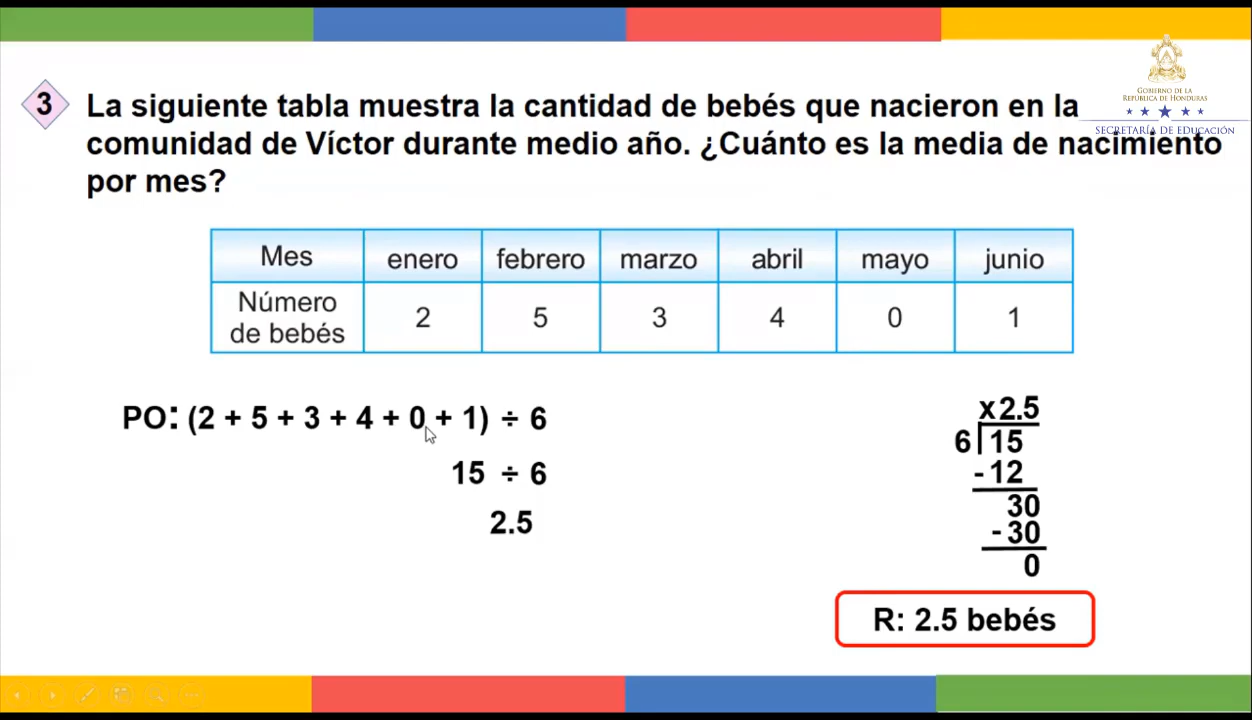 3
La siguiente tabla muestra la cantidad de bebés que nacieron en la
comunidad de Víctor durante medio año. ¿Cuánto es la media de nacimiento
por mes?
GOBIERNO DE LA
REPÚBLICA DE HONDURAS
SECRETARÍA DE EDUCACIÓN
Mes enero febrero marzo abril mayo junio
Número
de bebés 2 5 3 4 0 1
PO: (2 + 5 + 3 + 4 + 0 + 1) ÷ 6
15 ÷ 6
2.5
x2.5
6 15
-12
30
-30
0
R: 2.5 bebés